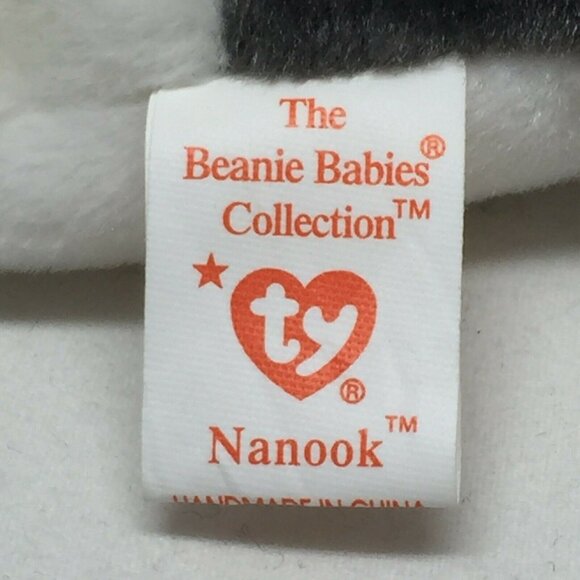 The
Beanie Babies®
Collection™
ty®
Nanook™
HANDMADE IN CHINA